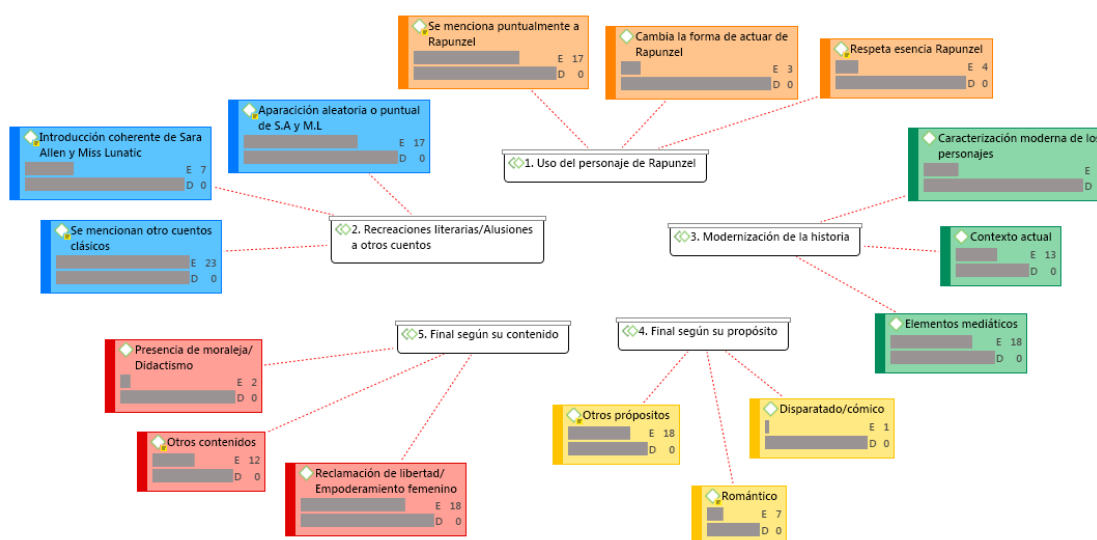 Se menciona puntualmente a
Rapunzel
E 17
D 0
Cambia la forma de actuar de
Rapunzel
E 3
D 0
Respeta esencia Rapunzel
E 4
D 0
Aparacición aleatoria o puntual
de S.A y M.L
E 17
D 0
Introducción coherente de Sara
Allen y Miss Lunatic
E 7
D 0
Se mencionan otro cuentos
clásicos
E 23
D 0
1. Uso del personaje de Rapunzel
2. Recreaciones literarias/Alusiones
a otros cuentos
3. Modernización de la historia
Caracterización moderna de los
personajes
E
D
Contexto actual
E 13
D 0
Elementos mediáticos
E 18
D 0
5. Final según su contenido
4. Final según su propósito
Presencia de moraleja/
Didactismo
E 2
D 0
Otros contenidos
E 12
D 0
Reclamación de libertad/
Empoderamiento femenino
E 18
D 0
Otros própositos
E 18
D 0
Disparatado/cómico
E 1
D 0
Romántico
E 7
D 0